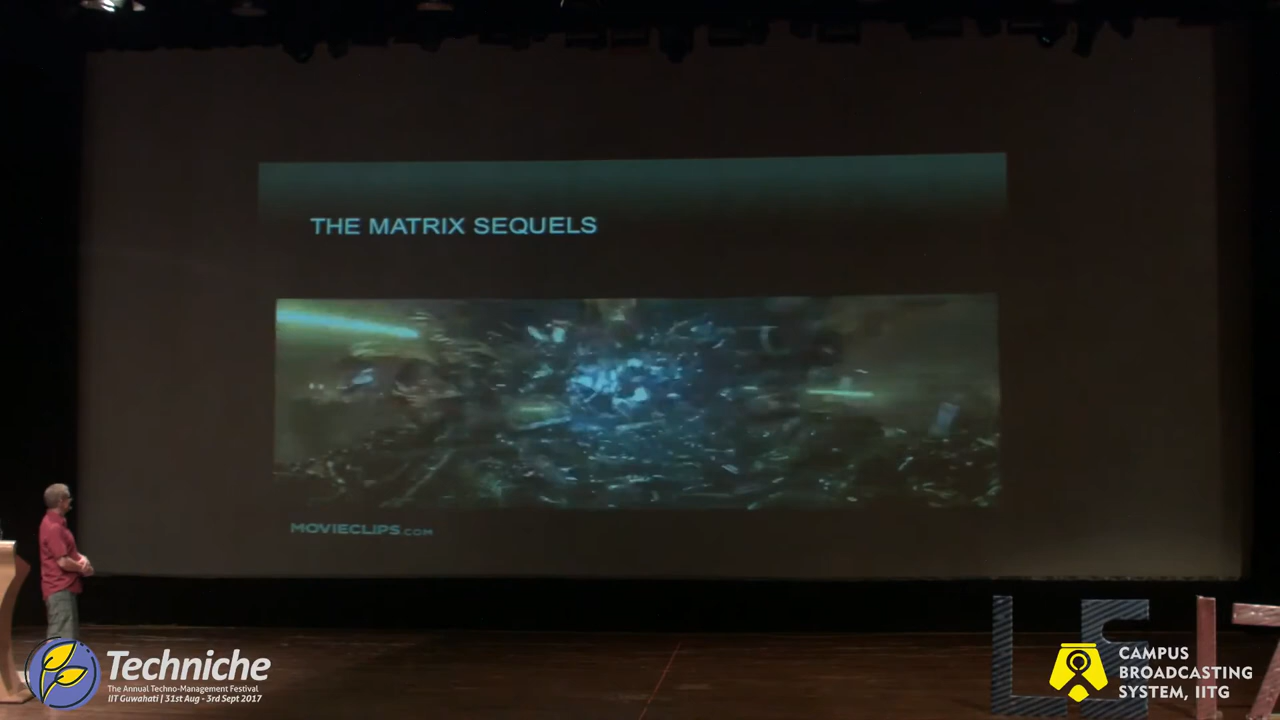 THE MATRIX SEQUELS
MOVIECLIPS.COM
Techniche
The Annual Techno-Management Festival
IIT Guwahati | 31st Aug - 3rd Sept 2017
CAMPUS
BROADCASTING
SYSTEM, IITG